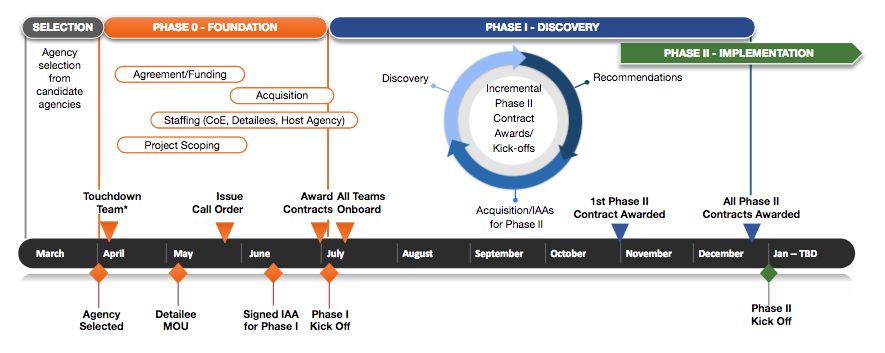 SELECTION
PHASE 0 - FOUNDATION
PHASE I - DISCOVERY
PHASE II - IMPLEMENTATION
Agency
selection
from
candidate
agencies
Agreement/Funding
Acquisition
Staffing (CoE, Detailees, Host Agency)
Project Scoping
Discovery
Incremental
Phase II
Contract
Awards/
Kick-offs
Recommendations
Acquisition/IAAs
for Phase II
Touchdown
Team*
Issue
Call Order
Award
Contracts
All Teams
Onboard
1st Phase II
Contract Awarded
All Phase II
Contracts Awarded
March
April
May
June
July
August
September
October
November
December
Jan – TBD
Agency
Selected
Detailee
MOU
Signed IAA
for Phase I
Phase I
Kick Off
Phase II
Kick Off